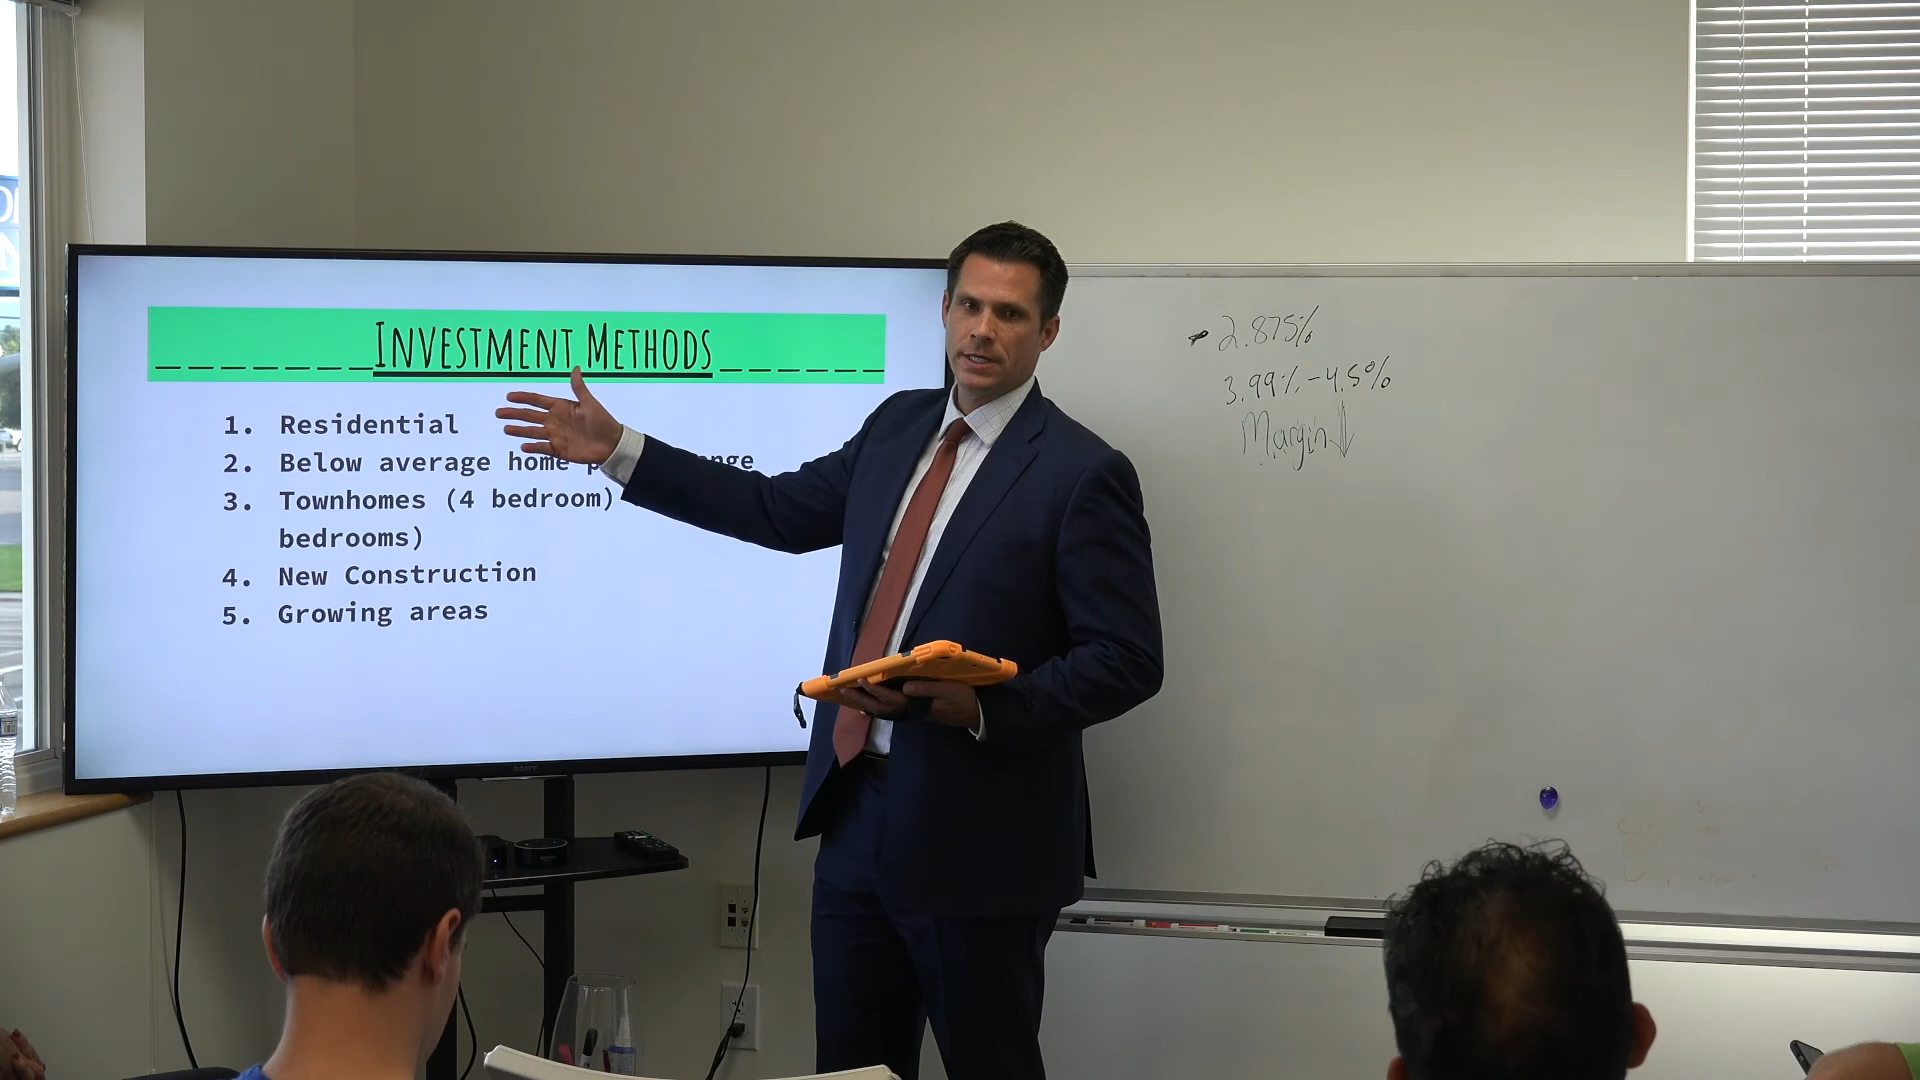 Investment Methods
1. Residential
2. Below average home
3. Townhomes (4 bedroom)
bedrooms)
4. New Construction
5. Growing areas
2.875%
3.99% - 4.5%
Margin ↓
SONY